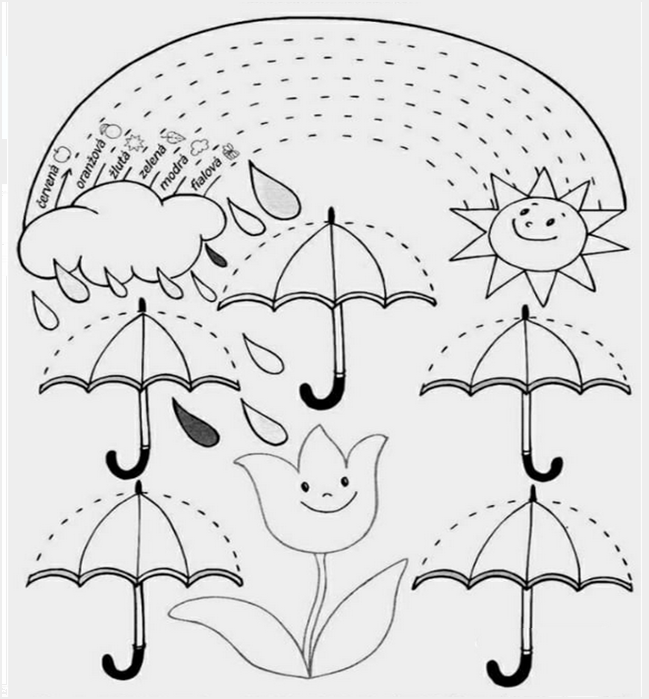 červená
oranžová
žlutá
zelená
modrá
fialová